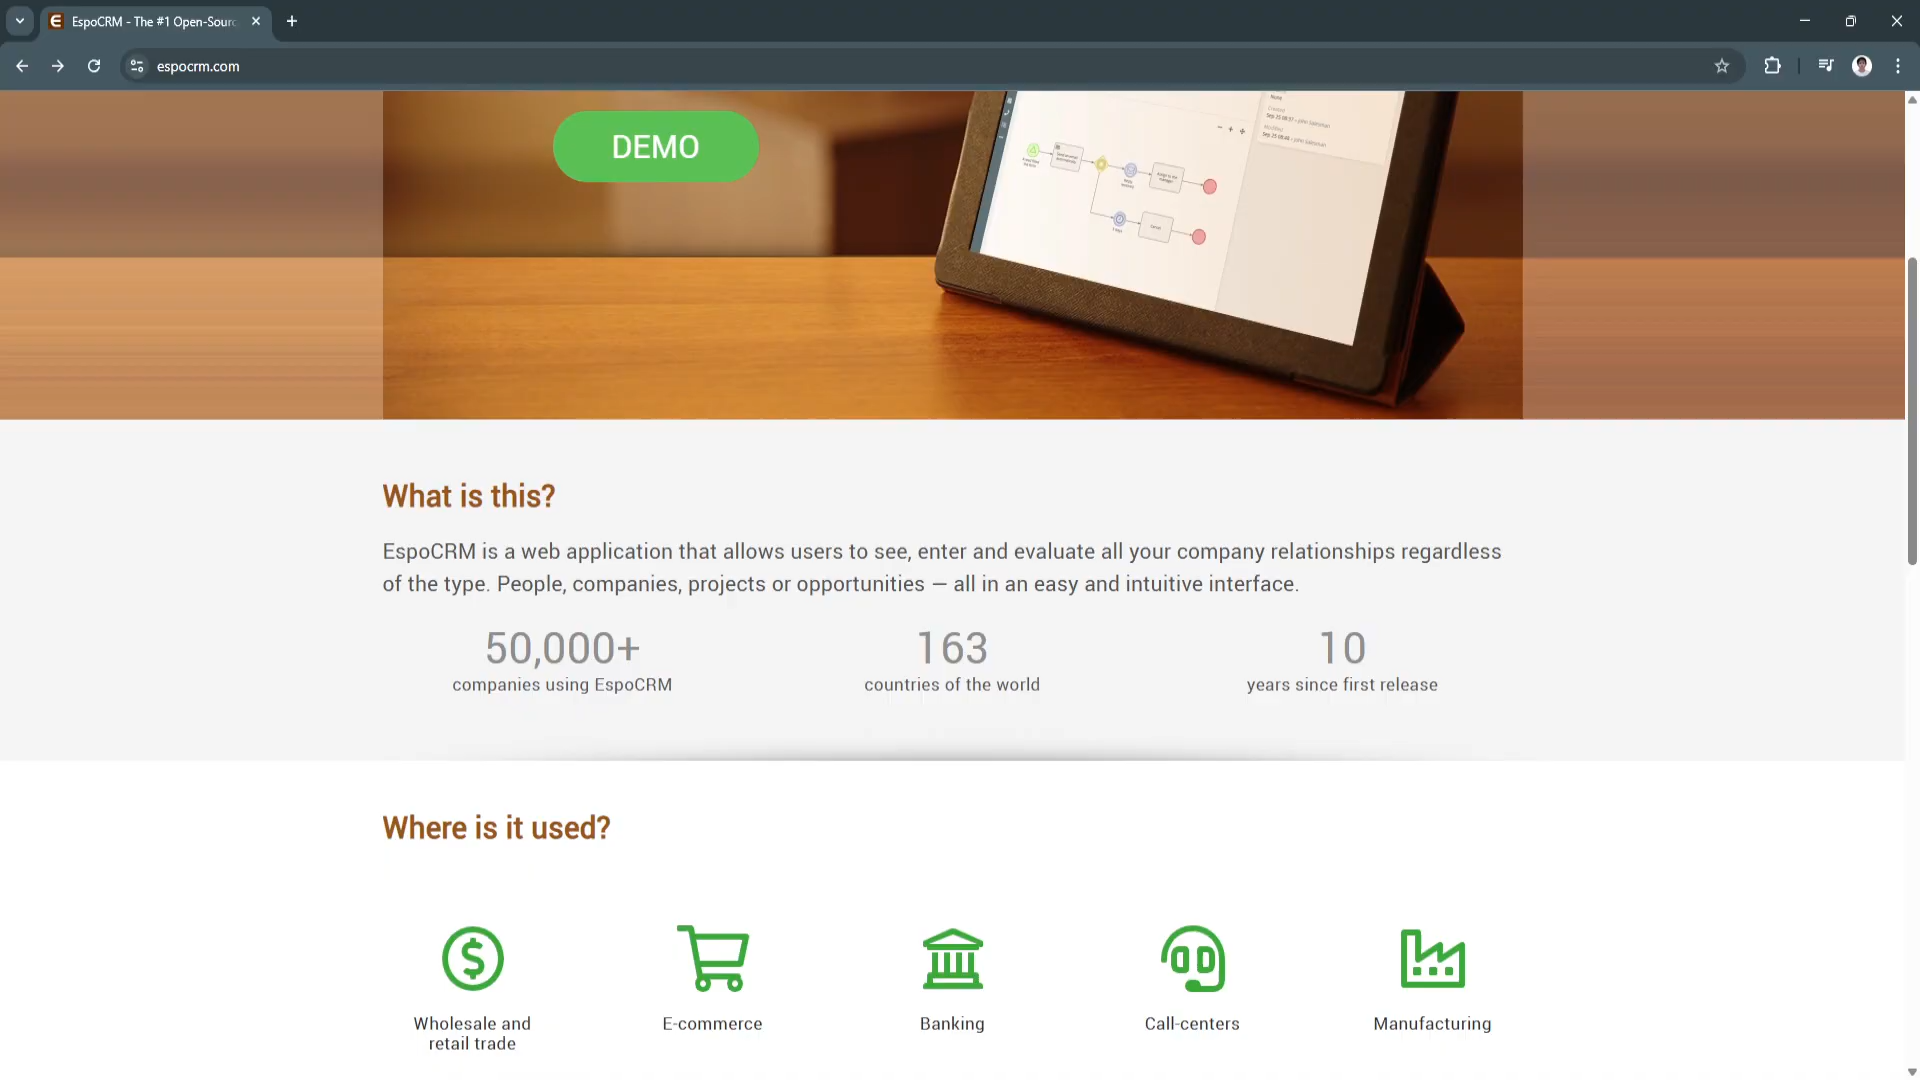 EspoCRM - The #1 Open-Sourc
espocrm.com
DEMO
What is this?
EspoCRM is a web application that allows users to see, enter and evaluate all your company relationships regardless
of the type. People, companies, projects or opportunities — all in an easy and intuitive interface.
50,000+
companies using EspoCRM
163
countries of the world
10
years since first release
Where is it used?
Wholesale and
retail trade
E-commerce
Banking
Call-centers
Manufacturing